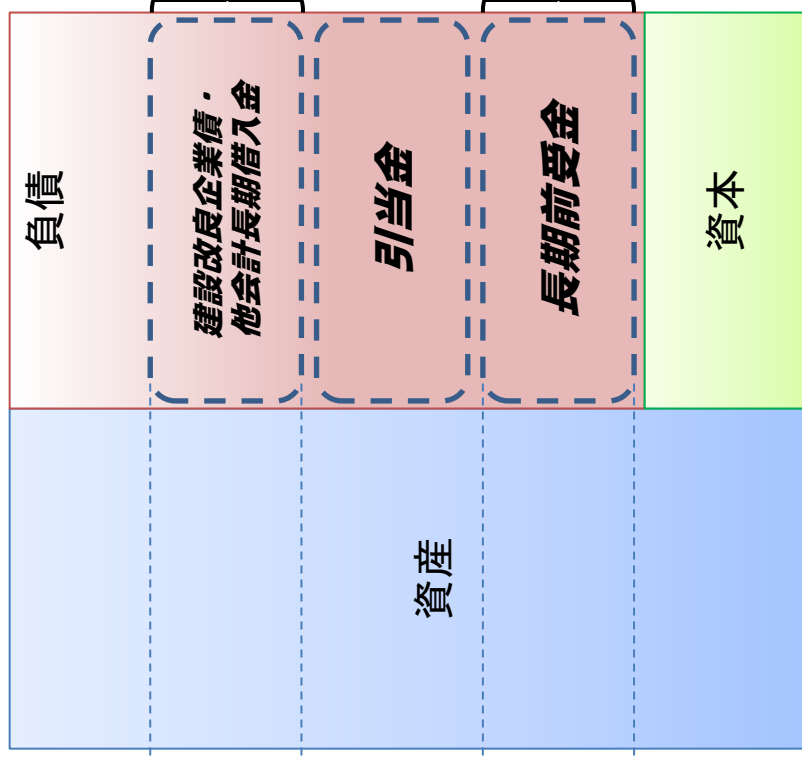 負債
建設改良企業債・
他会計長期借入金
引当金
長期前受金
資本
資産